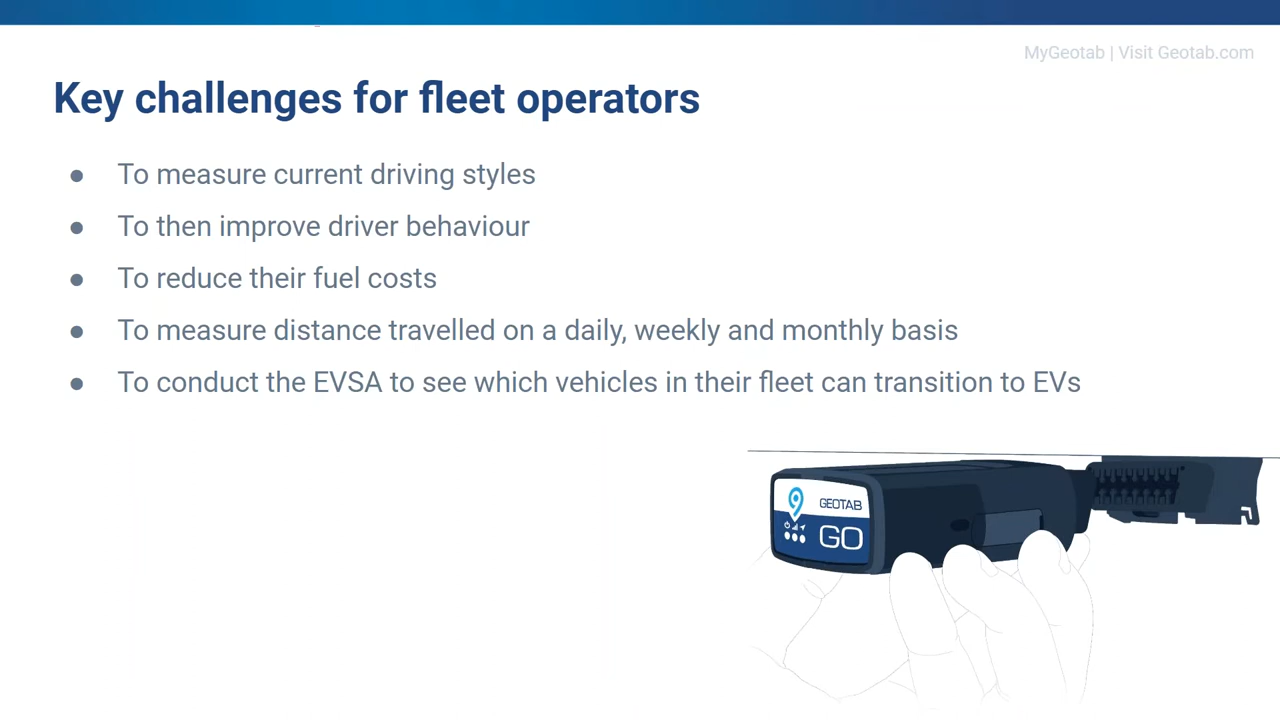 MyGeotab | Visit Geotab.com
Key challenges for fleet operators
● To measure current driving styles
● To then improve driver behaviour
● To reduce their fuel costs
● To measure distance travelled on a daily, weekly and monthly basis
● To conduct the EVSA to see which vehicles in their fleet can transition to EVs
GEOTAB
GO